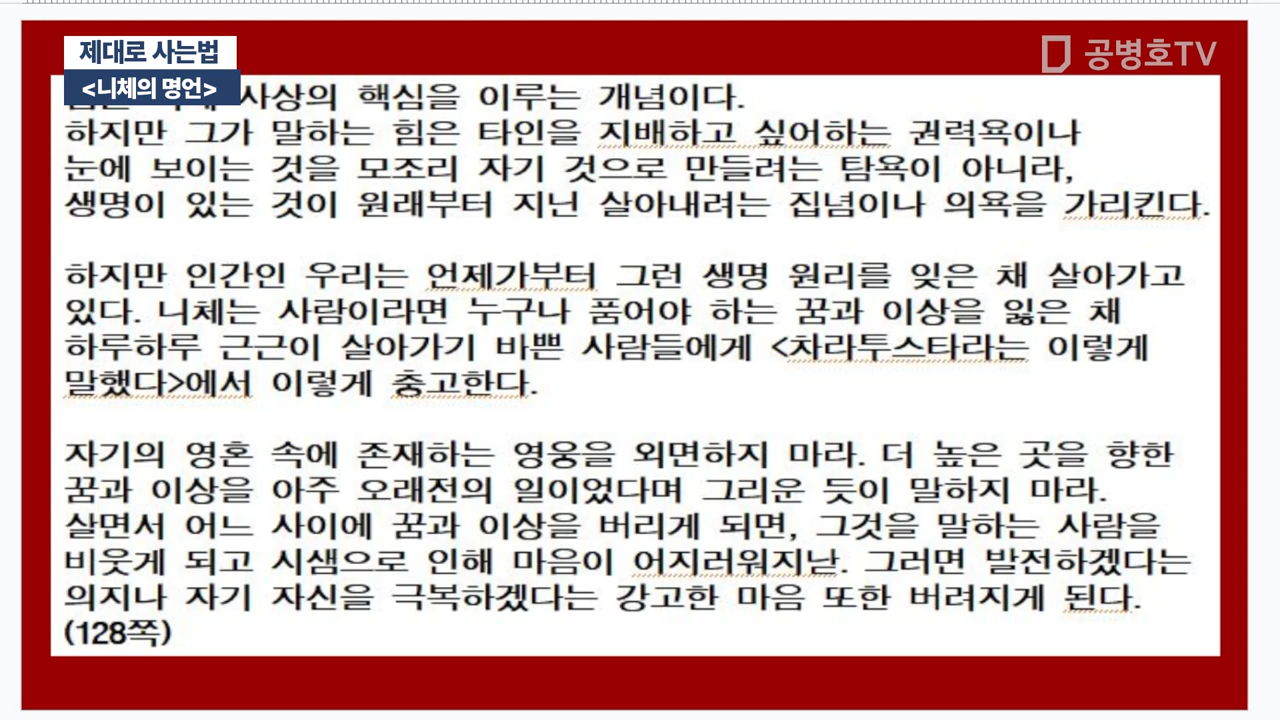 제대로 사는법
<니체의 명언>
공병호TV
사상의 핵심을 이루는 개념이다.
하지만 그가 말하는 힘은 타인을 지배하고 싶어하는 권력욕이나
눈에 보이는 것을 모조리 자기 것으로 만들려는 탐욕이 아니라,
생명이 있는 것이 원래부터 지닌 살아내려는 집념이나 의욕을 가리킨다.
하지만 인간인 우리는 언제가부터 그런 생명 원리를 잊은 채 살아가고
있다. 니체는 사람이라면 누구나 품어야 하는 꿈과 이상을 잃은 채
하루하루 근근이 살아가기 바쁜 사람들에게 <차라투스타라는 이렇게
말했다>에서 이렇게 충고한다.
자기의 영혼 속에 존재하는 영웅을 외면하지 마라. 더 높은 곳을 향한
꿈과 이상을 아주 오래전의 일이었다며 그리운 듯이 말하지 마라.
살면서 어느 사이에 꿈과 이상을 버리게 되면, 그것을 말하는 사람을
비웃게 되고 시샘으로 인해 마음이 어지러워지낟. 그러면 발전하겠다는
의지나 자기 자신을 극복하겠다는 강고한 마음 또한 버려지게 된다.
(128쪽)